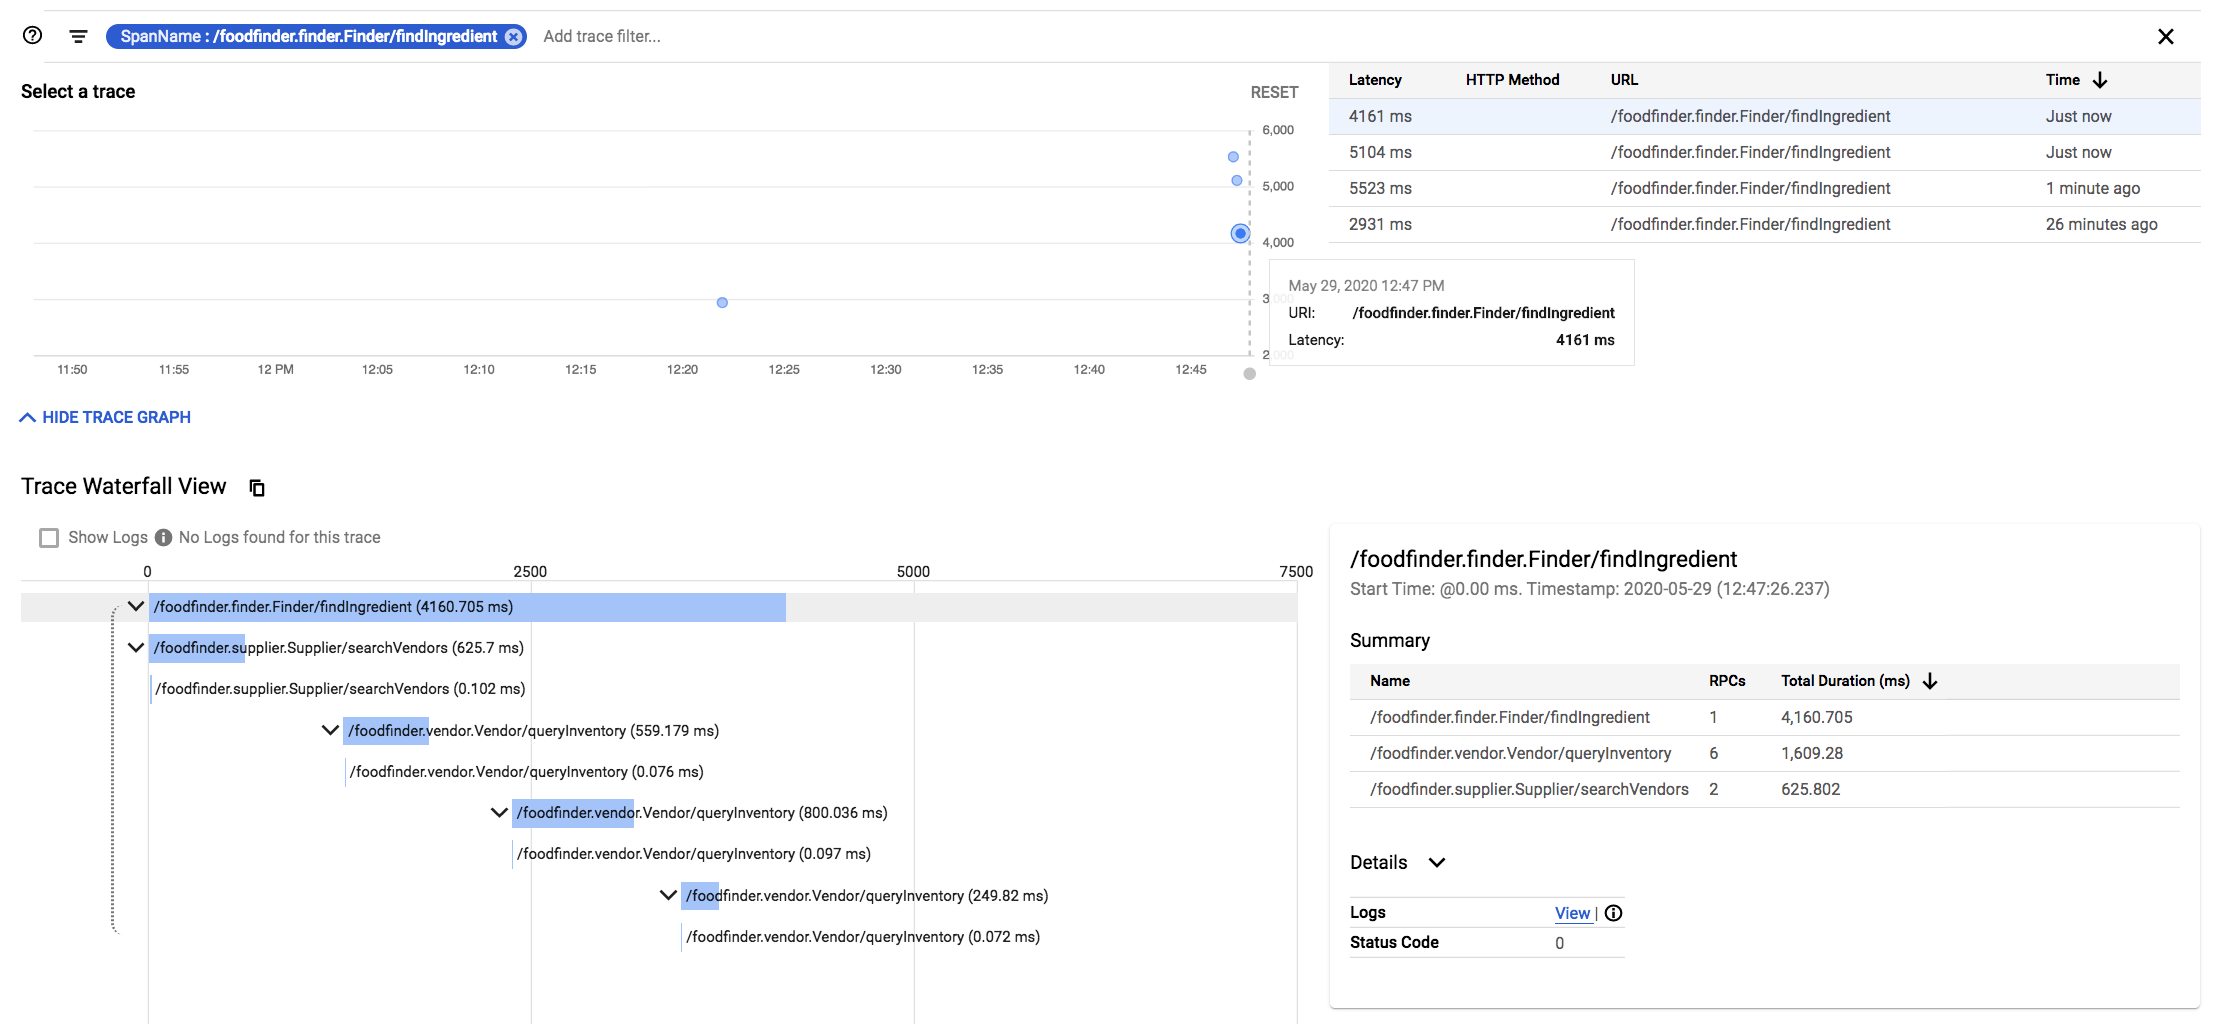 SpanName : /foodfinder.finder.Finder/findIngredient
Add trace filter...
Select a trace
RESET
6,000
5,000
4,000
3,000
2,000
11:50 11:55 12 PM 12:05 12:10 12:15 12:20 12:25 12:30 12:35 12:40 12:45
May 29, 2020 12:47 PM
URI: /foodfinder.finder.Finder/findIngredient
Latency: 4161 ms
Latency HTTP Method URL Time
4161 ms /foodfinder.finder.Finder/findIngredient Just now
5104 ms /foodfinder.finder.Finder/findIngredient Just now
5523 ms /foodfinder.finder.Finder/findIngredient 1 minute ago
2931 ms /foodfinder.finder.Finder/findIngredient 26 minutes ago
HIDE TRACE GRAPH
Trace Waterfall View
Show Logs No Logs found for this trace
0 2500 5000 7500
/foodfinder.finder.Finder/findIngredient (4160.705 ms)
/foodfinder.supplier.Supplier/searchVendors (625.7 ms)
/foodfinder.supplier.Supplier/searchVendors (0.102 ms)
/foodfinder.vendor.Vendor/queryInventory (559.179 ms)
/foodfinder.vendor.Vendor/queryInventory (0.076 ms)
/foodfinder.vendor.Vendor/queryInventory (800.036 ms)
/foodfinder.vendor.Vendor/queryInventory (0.097 ms)
/foodfinder.vendor.Vendor/queryInventory (249.82 ms)
/foodfinder.vendor.Vendor/queryInventory (0.072 ms)
/foodfinder.finder.Finder/findIngredient
Start Time: @0.00 ms. Timestamp: 2020-05-29 (12:47:26.237)
Summary
Name RPCs Total Duration (ms)
/foodfinder.finder.Finder/findIngredient 1 4,160.705
/foodfinder.vendor.Vendor/queryInventory 6 1,609.28
/foodfinder.supplier.Supplier/searchVendors 2 625.802
Details
Logs View |
Status Code 0